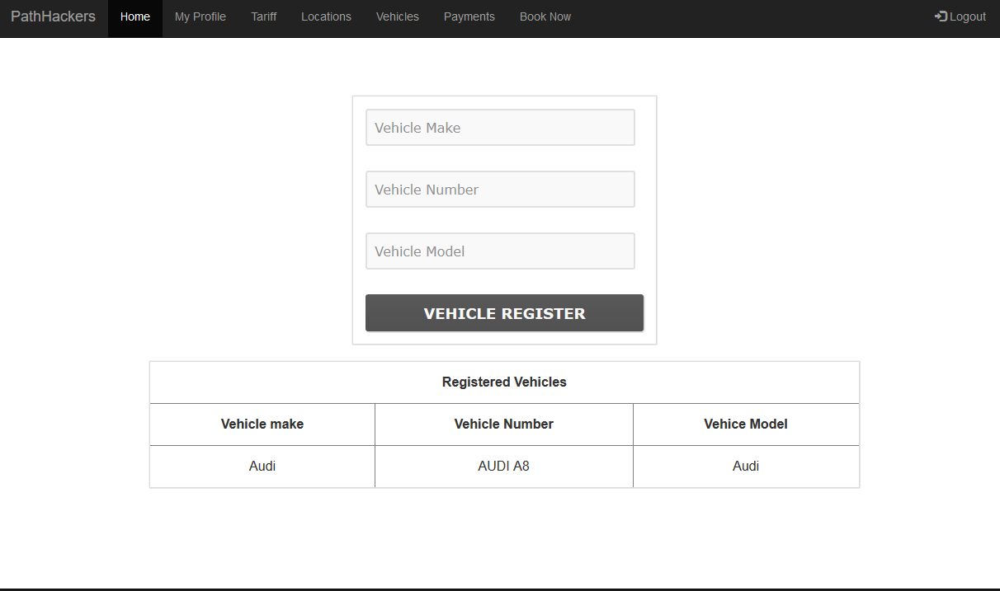 PathHackers Home My Profile Tariff Locations Vehicles Payments Book Now Logout
Vehicle Make
Vehicle Number
Vehicle Model
VEHICLE REGISTER
Registered Vehicles
Vehicle make Vehicle Number Vehice Model
Audi AUDI A8 Audi